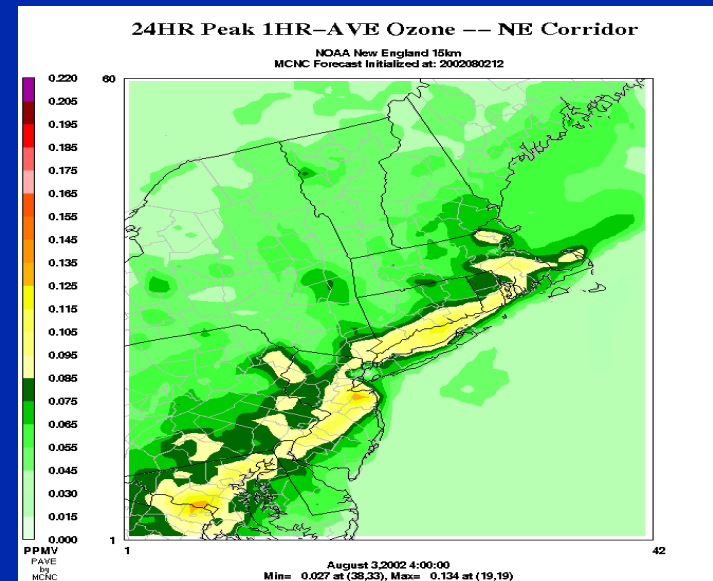 24HR Peak 1HR-AVE Ozone -- NE Corridor
NOAA New England 15km
MCNC Forecast Initialized at: 2002080212
60
0.220
0.205
0.195
0.185
0.175
0.165
0.155
0.145
0.135
0.125
0.115
0.105
0.095
0.085
0.075
0.065
0.055
0.045
0.030
0.015
0.000
PPMV
PAVE
by
MCNC
1
1
42
August 3,2002 4:00:00
Min= 0.027 at (38,33), Max= 0.134 at (19,19)